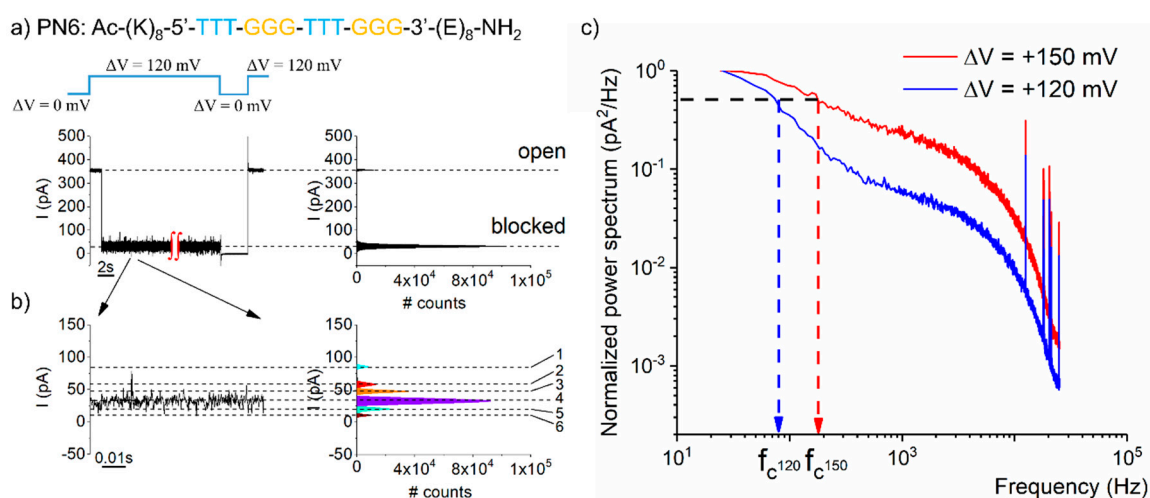 a) PN6: Ac-(K)8-5'-TTT-GGG-TTT-GGG-3'-(E)8-NH2
ΔV = 120 mV
ΔV = 120 mV
ΔV = 0 mV
ΔV = 0 mV
500
400
300
200
100
0
I (pA)
2s
500
400
300
200
100
0
I (pA)
open
blocked
0
4x10^4
8x10^4
1x10^5
# counts
b)
150
100
50
0
-50
I (pA)
0.01s
150
100
50
0
-50
I (pA)
1
2
3
4
5
6
0
4x10^4
8x10^4
1x10^5
# counts
c)
ΔV = +150 mV
ΔV = +120 mV
Normalized power spectrum (pA^2/Hz)
10^0
10^-1
10^-2
10^-3
10^1
fc120
fc150
10^3
10^5
Frequency (Hz)